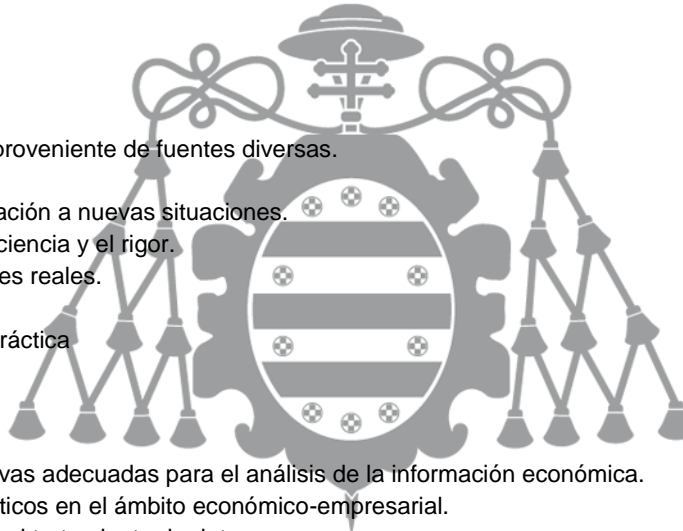 proveniente de fuentes diversas.
ación a nuevas situaciones.
ciencia y el rigor.
es reales.
ráctica
vas adecuadas para el análisis de la información económica.
ticos en el ámbito económico-empresarial.